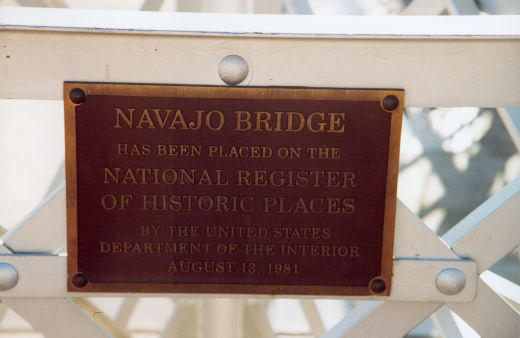 NAVAJO BRIDGE
HAS BEEN PLACED ON THE
NATIONAL REGISTER
OF HISTORIC PLACES
BY THE UNITED STATES
DEPARTMENT OF THE INTERIOR
AUGUST 13, 1981